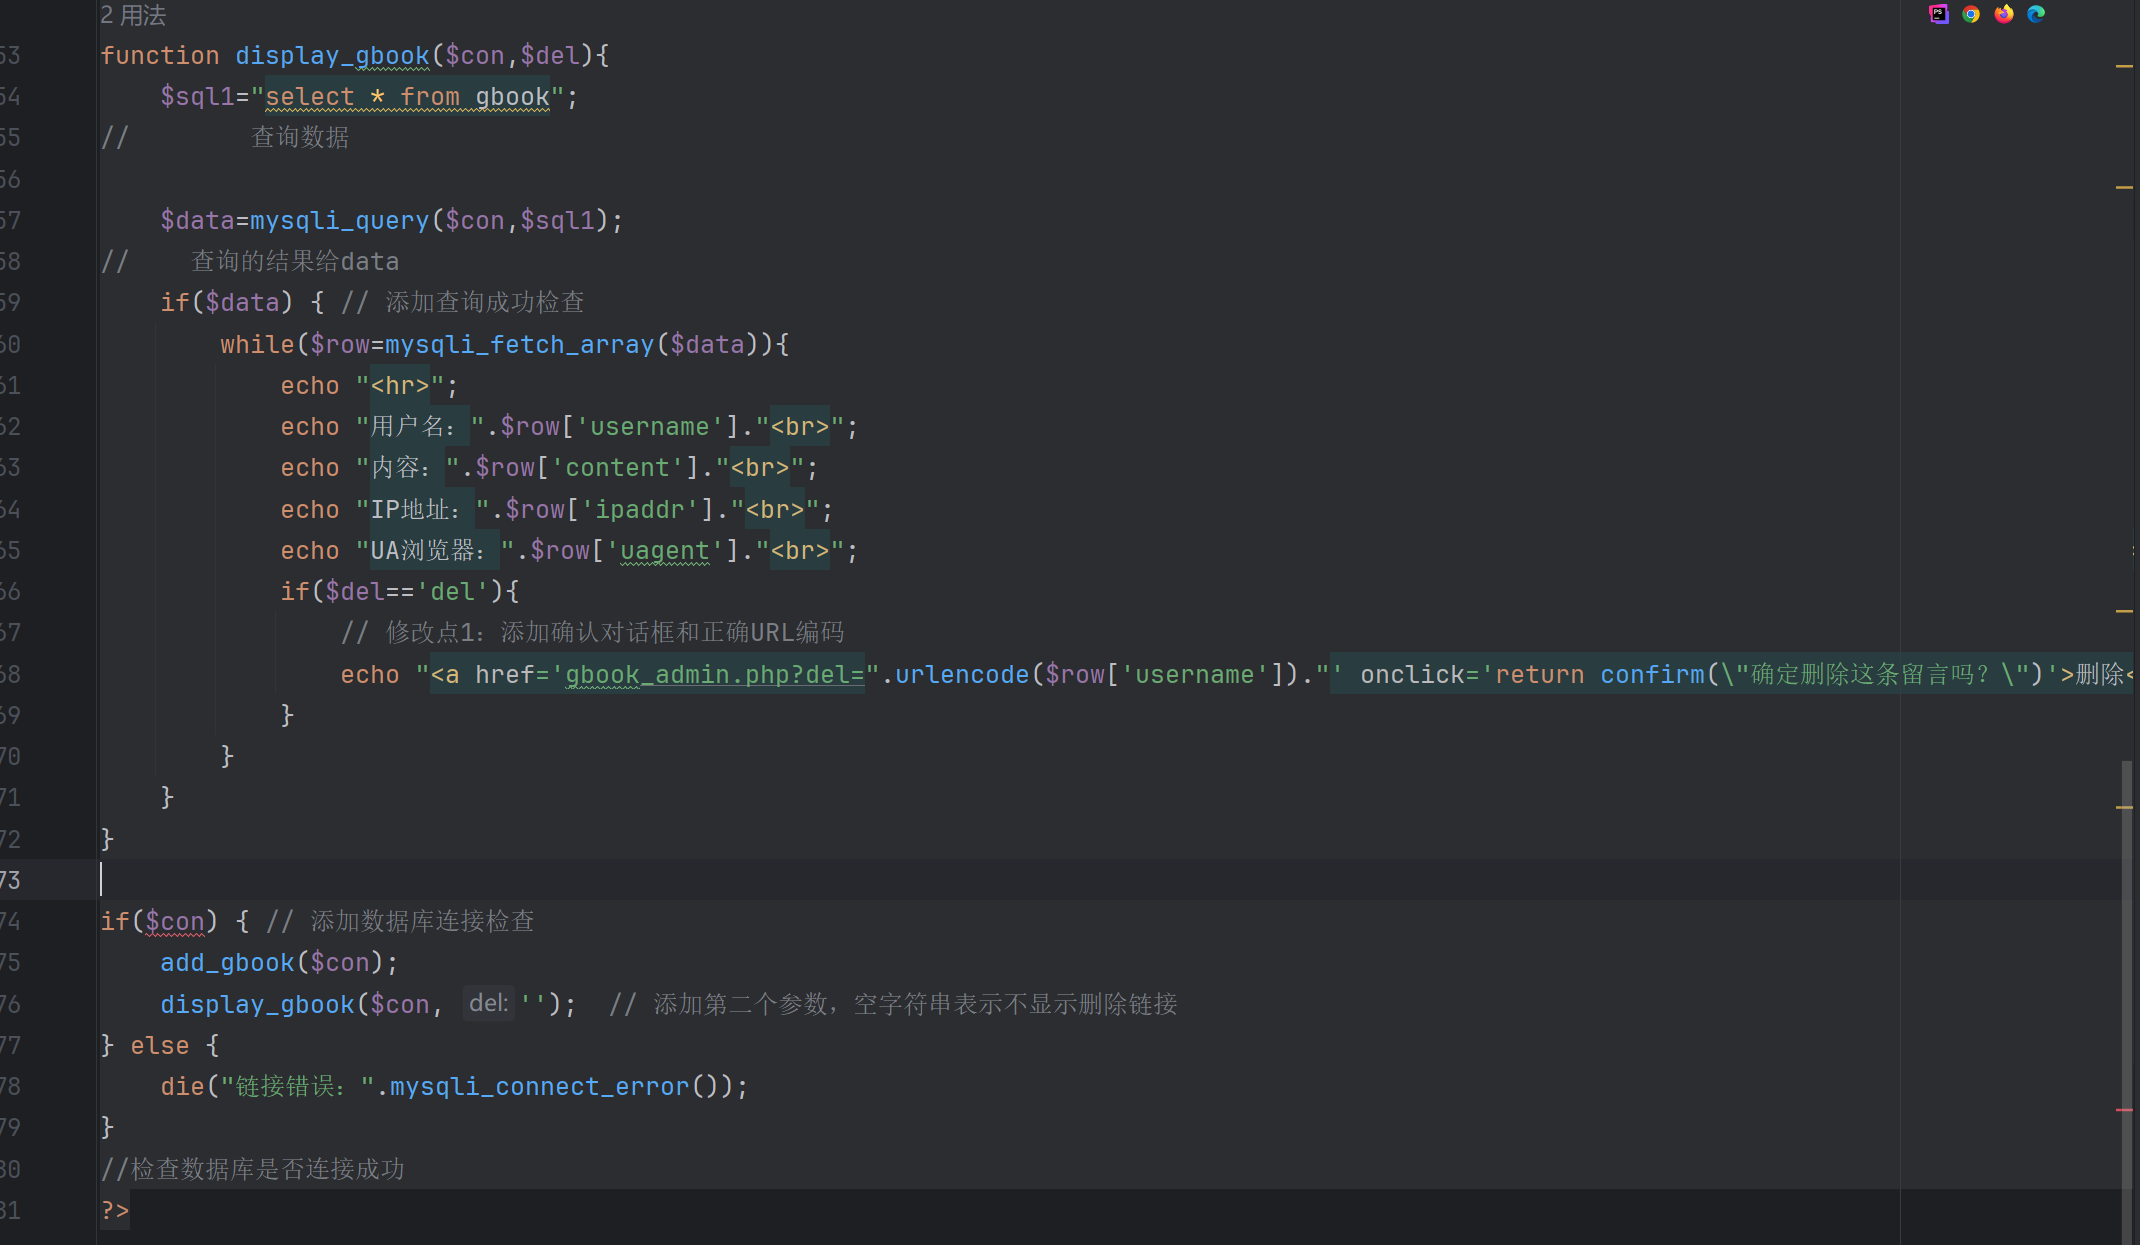 2 用法
53 function display_gbook($con,$del){
54     $sql1="select * from gbook";
55 //        查询数据
56
57     $data=mysqli_query($con,$sql1);
58 //    查询的结果给data
59     if($data) { // 添加查询成功检查
60         while($row=mysqli_fetch_array($data)){
61             echo "<hr>";
62             echo "用户名：".$row['username']."<br>";
63             echo "内容：".$row['content']."<br>";
64             echo "IP地址：".$row['ipaddr']."<br>";
65             echo "UA浏览器：".$row['uagent']."<br>";
66             if($del=='del'){
67                 // 修改点1：添加确认对话框和正确URL编码
68                 echo "<a href='gbook_admin.php?del=".urlencode($row['username'])."' onclick='return confirm(\"确定删除这条留言吗？\")'>删除<
69             }
70         }
71     }
72 }
73
74 if($con) { // 添加数据库连接检查
75     add_gbook($con);
76     display_gbook($con, del: '');  // 添加第二个参数，空字符串表示不显示删除链接
77 } else {
78     die("链接错误：".mysqli_connect_error());
79 }
80 //检查数据库是否连接成功
81 ?>